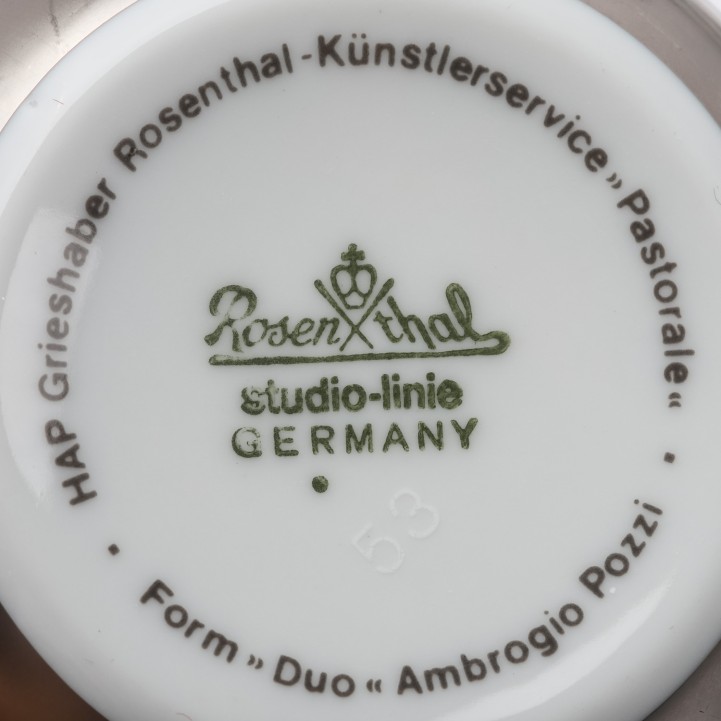 HAP Grieshaber Rosenthal-Künstlerservice »Pastorale«
Rosenthal
studio-linie
GERMANY
53
Form »Duo« Ambrogio Pozzi